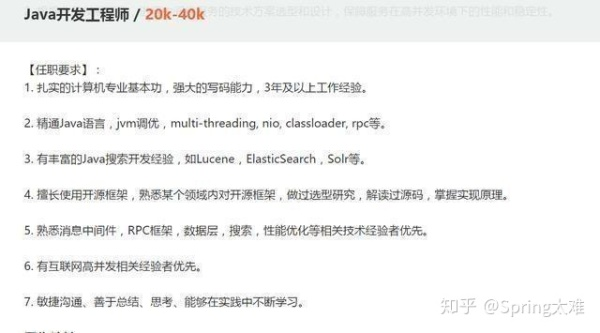 Java开发工程师 / 20k-40k
务的技术方案选型和设计，保障服务在高并发环境下的性能和稳定性。
【任职要求】：
1. 扎实的计算机专业基本功，强大的写码能力，3年及以上工作经验。
2. 精通Java语言，jvm调优，multi-threading, nio, classloader, rpc等。
3. 有丰富的Java搜索开发经验，如Lucene，ElasticSearch，Solr等。
4. 擅长使用开源框架，熟悉某个领域内对开源框架，做过选型研究，解读过源码，掌握实现原理。
5. 熟悉消息中间件，RPC框架，数据层，搜索，性能优化等相关技术经验者优先。
6. 有互联网高并发相关经验者优先。
7. 敏捷沟通、善于总结、思考、能够在实践中不断学习。
知乎 @Spring太难